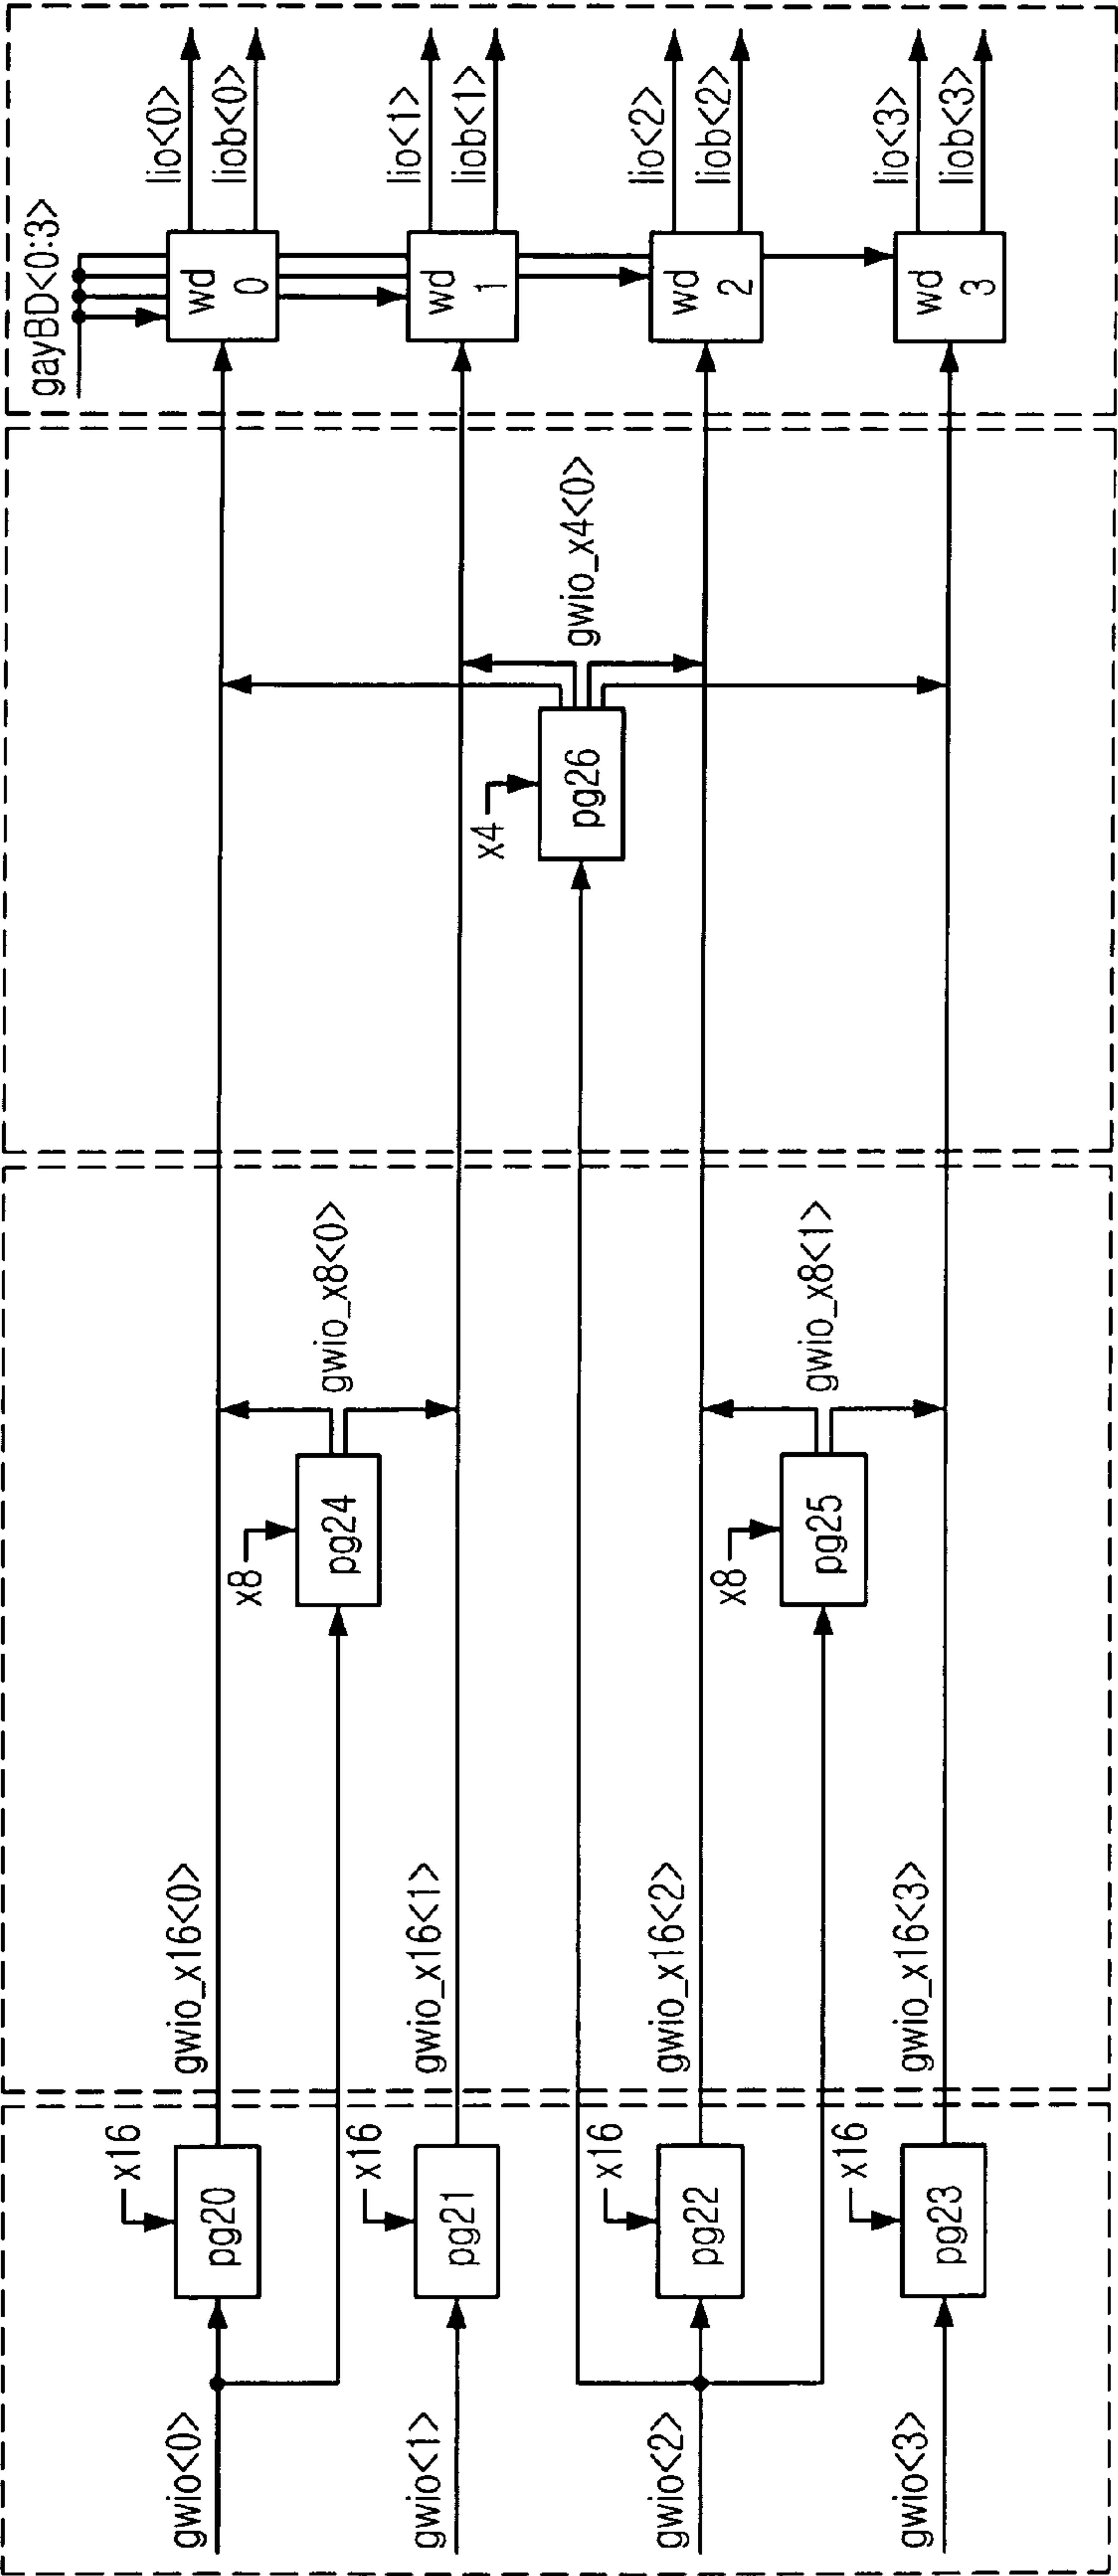 gwio<0>
gwio<1>
gwio<2>
gwio<3>
x16
pg20
x16
pg21
x16
pg22
x16
pg23
gwio_x16<0>
gwio_x16<1>
gwio_x16<2>
gwio_x16<3>
x8
pg24
gwio_x8<0>
x8
pg25
gwio_x8<1>
x4
pg26
gwio_x4<0>
gayBD<0:3>
wd
0
wd
1
wd
2
wd
3
lio<0>
liob<0>
lio<1>
liob<1>
lio<2>
liob<2>
lio<3>
liob<3>